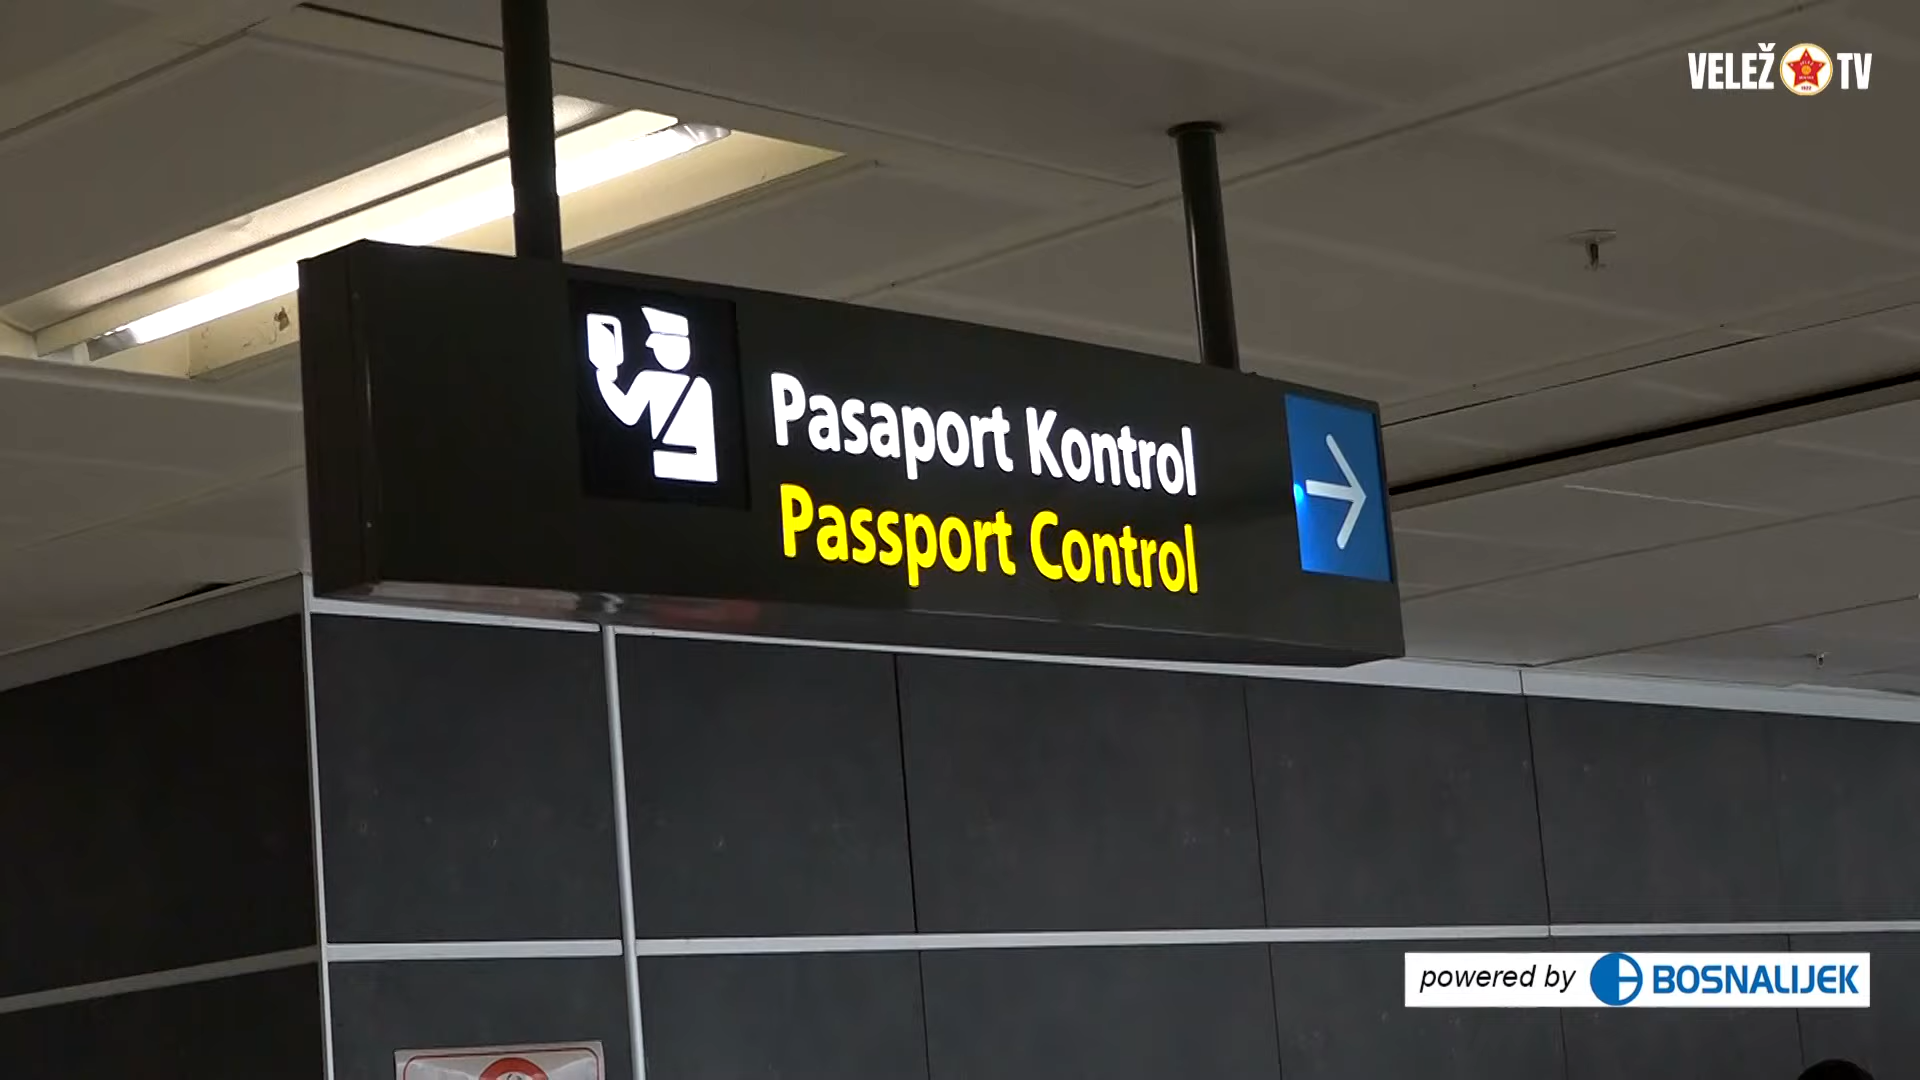 VELEŽ TV
Pasaport Kontrol
Passport Control
powered by BOSNALIJEK